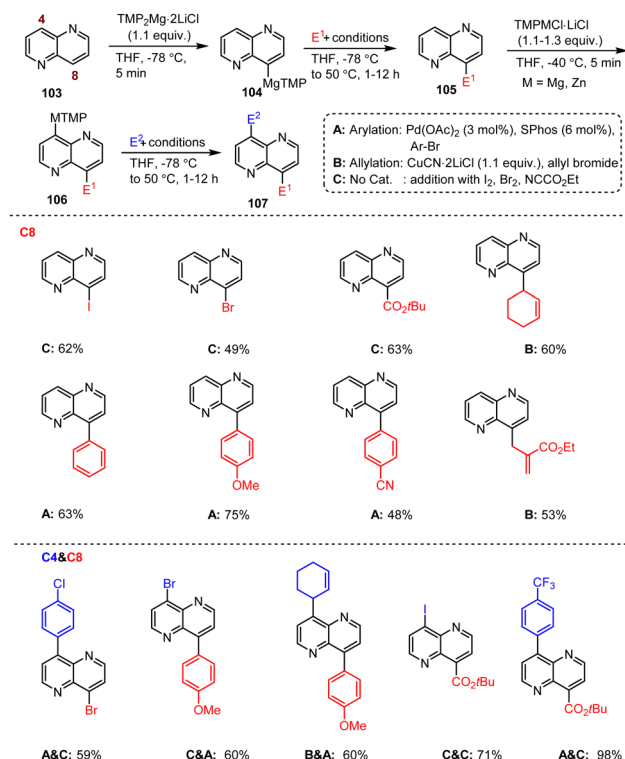 4
8
103
TMP₂Mg·2LiCl
(1.1 equiv.)
THF, -78 °C,
5 min
N
N
MgTMP
104
E¹+ conditions
THF, -78 °C
to 50 °C, 1-12 h
N
N
E¹
105
TMPMCl·LiCl
(1.1-1.3 equiv.)
THF, -40 °C, 5 min
M = Mg, Zn
MTMP
N
N
E¹
106
E²+ conditions
THF, -78 °C
to 50 °C, 1-12 h
E²
N
N
E¹
107
A: Arylation: Pd(OAc)₂ (3 mol%), SPhos (6 mol%),
Ar-Br
B: Allylation: CuCN·2LiCl (1.1 equiv.), allyl bromide
C: No Cat. : addition with I₂, Br₂, NCCO₂Et
C8
N
N
I
C: 62%
N
N
Br
C: 49%
N
N
CO₂tBu
C: 63%
N
N
B: 60%
N
N
A: 63%
N
N
OMe
A: 75%
N
N
CN
A: 48%
N
N
CO₂Et
B: 53%
C4&C8
Cl
N
N
Br
A&C: 59%
Br
N
N
OMe
C&A: 60%
N
N
OMe
B&A: 60%
I
N
N
CO₂tBu
C&C: 71%
CF₃
N
N
CO₂tBu
A&C: 98%